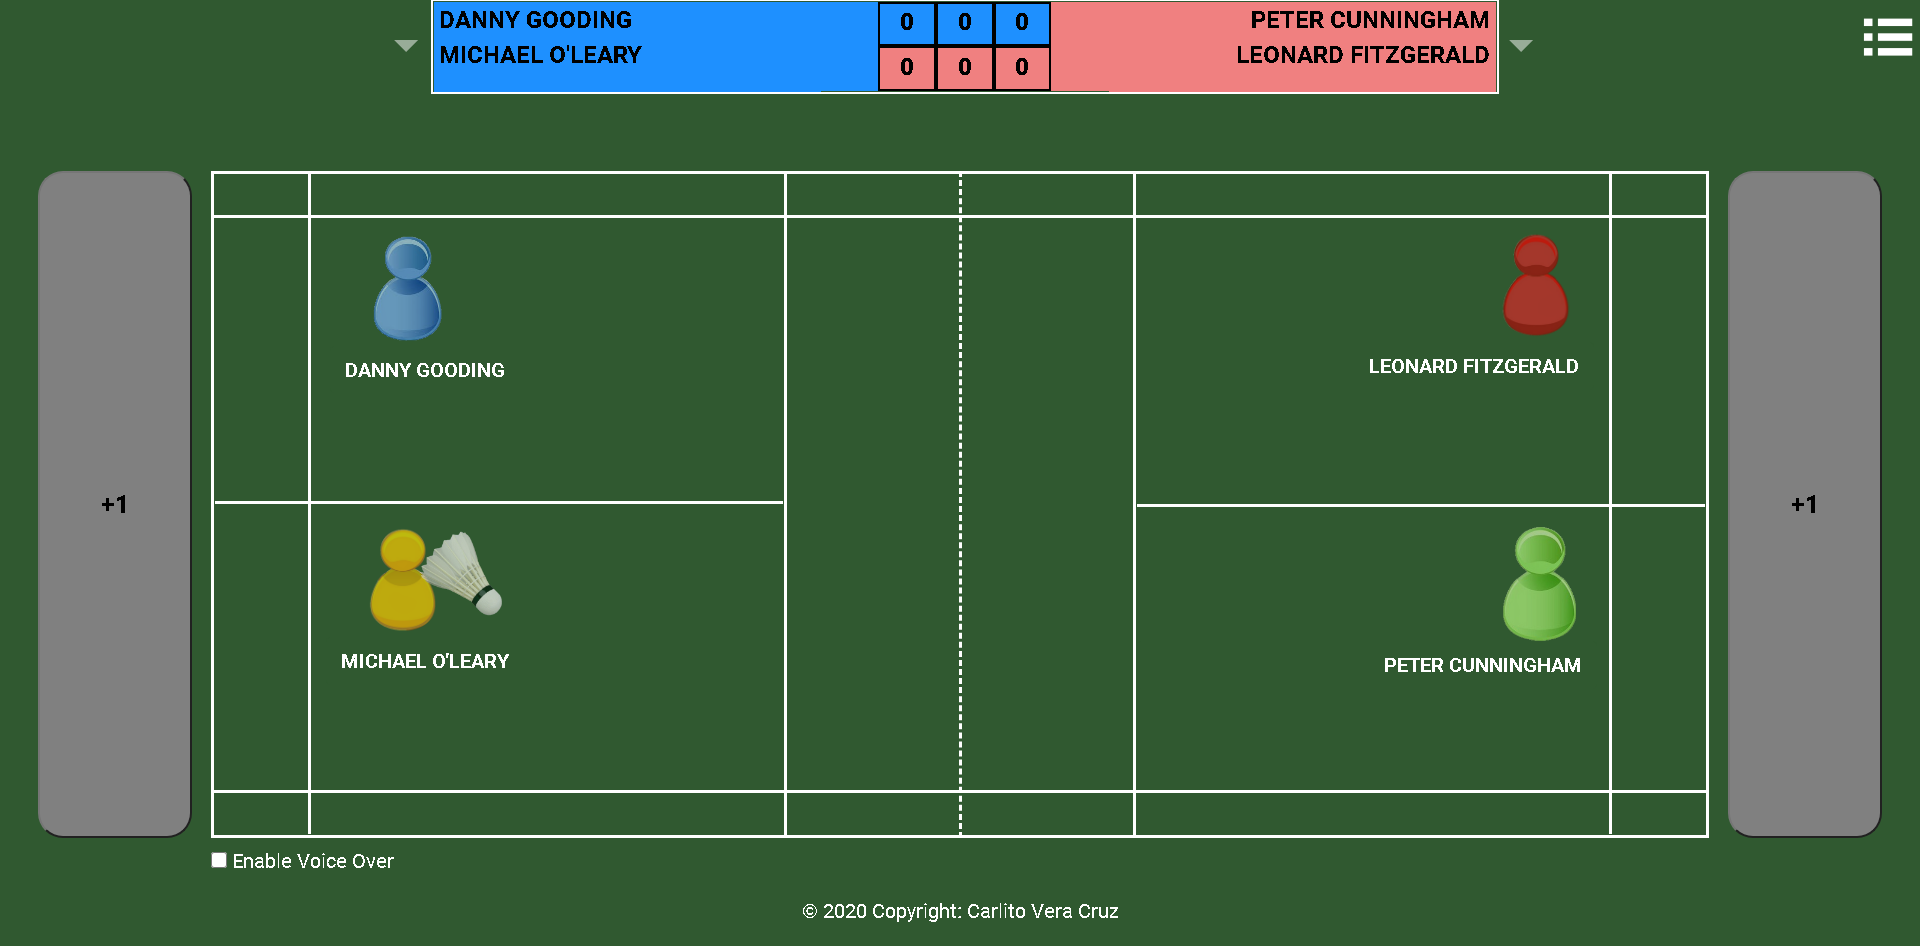 DANNY GOODING
MICHAEL O'LEARY
0 0 0
0 0 0
PETER CUNNINGHAM
LEONARD FITZGERALD
+1
DANNY GOODING
LEONARD FITZGERALD
MICHAEL O'LEARY
PETER CUNNINGHAM
+1
Enable Voice Over
© 2020 Copyright: Carlito Vera Cruz